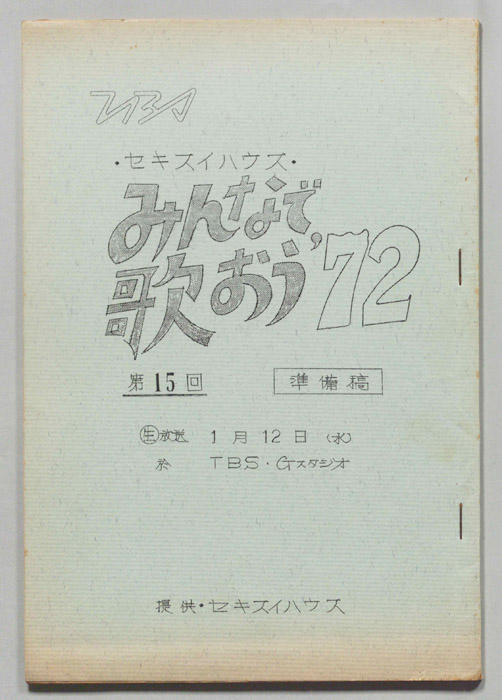 TBS
・セキスイハウス・
みんなで
歌おう'72
第15回
準備稿
㊤放送 1月12日(水)
於 TBS・Gスタジオ
提供・セキスイハウス